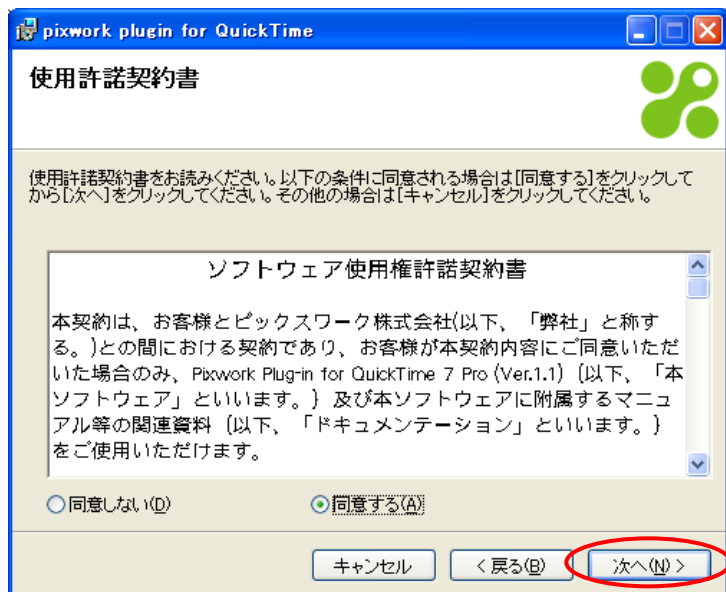 pixwork plugin for QuickTime
使用許諾契約書
使用許諾契約書をお読みください。以下の条件に同意される場合は[同意する]をクリックして
から[次へ]をクリックしてください。その他の場合は[キャンセル]をクリックしてください。
ソフトウェア使用権許諾契約書
本契約は、お客様とピックスワーク株式会社(以下、「弊社」と称す
る。)との間における契約であり、お客様が本契約内容にご同意いただ
いた場合のみ、Pixwork Plug-in for QuickTime 7 Pro (Ver.1.1) (以下、「本
ソフトウェア」といいます。) 及び本ソフトウェアに附属するマニュ
アル等の関連資料 (以下、「ドキュメンテーション」といいます。)
をご使用いただけます。
同意しない(D) 同意する(A)
キャンセル < 戻る(B) 次へ(N) >